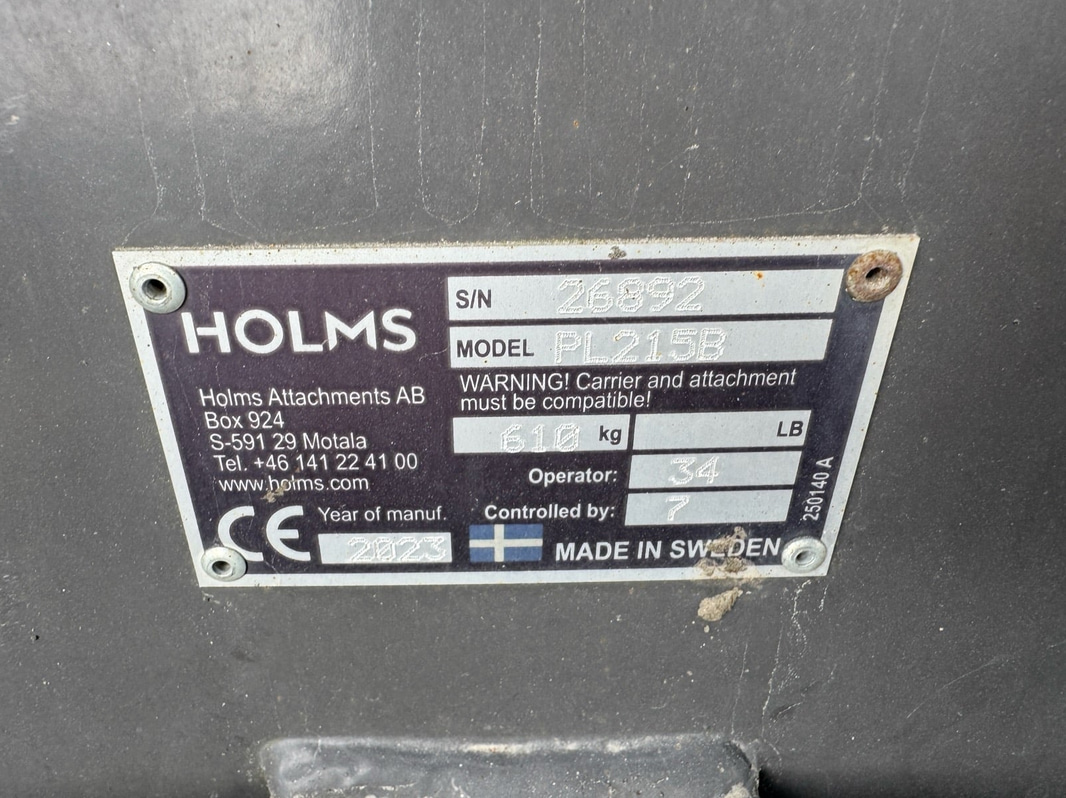 HOLMS
Holms Attachments AB
Box 924
S-591 29 Motala
Tel. +46 141 22 41 00
www.holms.com
CE Year of manuf.
2023
S/N 26892
MODEL PL215B
WARNING! Carrier and attachment
must be compatible!
610 kg LB
Operator: 34
Controlled by: 7
MADE IN SWEDEN
250140 A